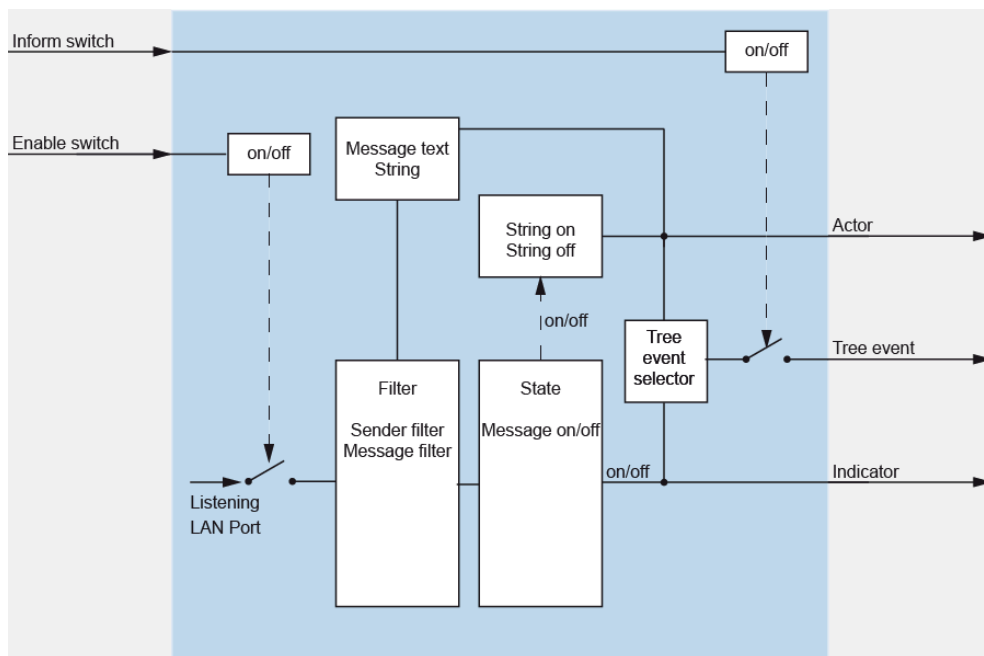 Inform switch
on/off
Enable switch
on/off
Message text
String
String on
String off
Actor
on/off
Tree
event
selector
Tree event
Filter
Sender filter
Message filter
State
Message on/off
on/off
Indicator
Listening
LAN Port